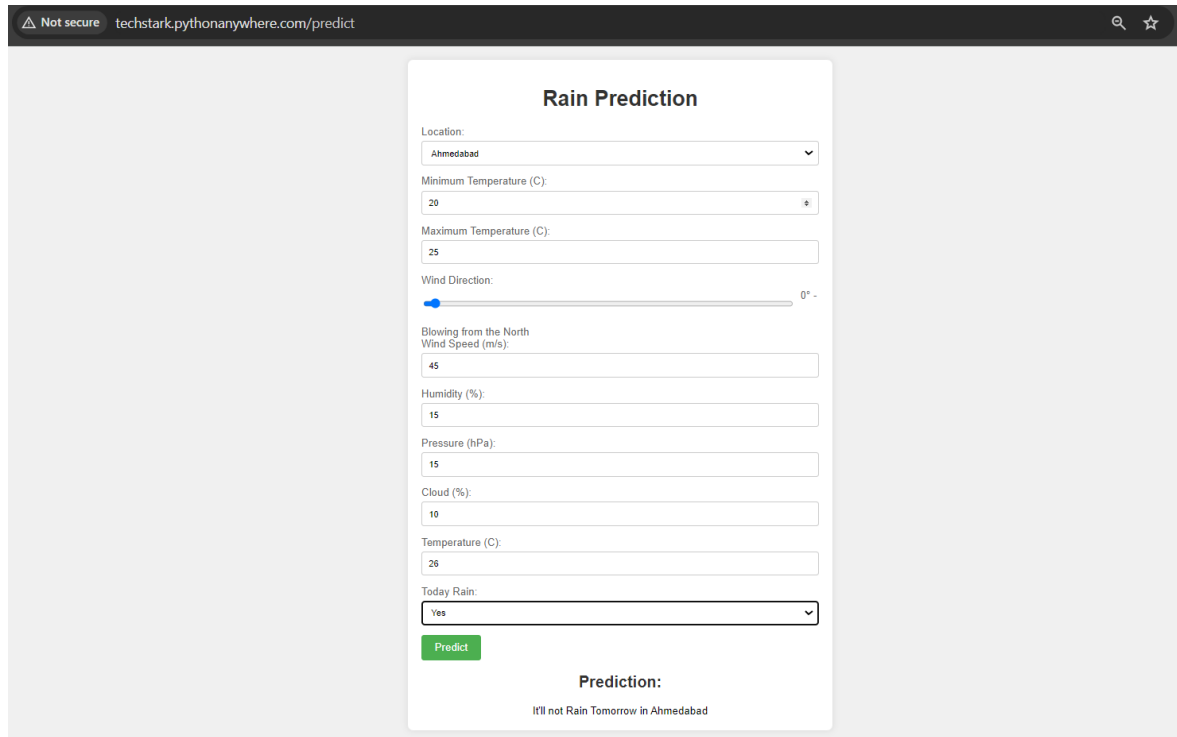 Not secure techstark.pythonanywhere.com/predict
Rain Prediction
Location:
Ahmedabad
Minimum Temperature (C):
20
Maximum Temperature (C):
25
Wind Direction:
0° -
Blowing from the North
Wind Speed (m/s):
45
Humidity (%):
15
Pressure (hPa):
15
Cloud (%):
10
Temperature (C):
26
Today Rain:
Yes
Predict
Prediction:
It'll not Rain Tomorrow in Ahmedabad